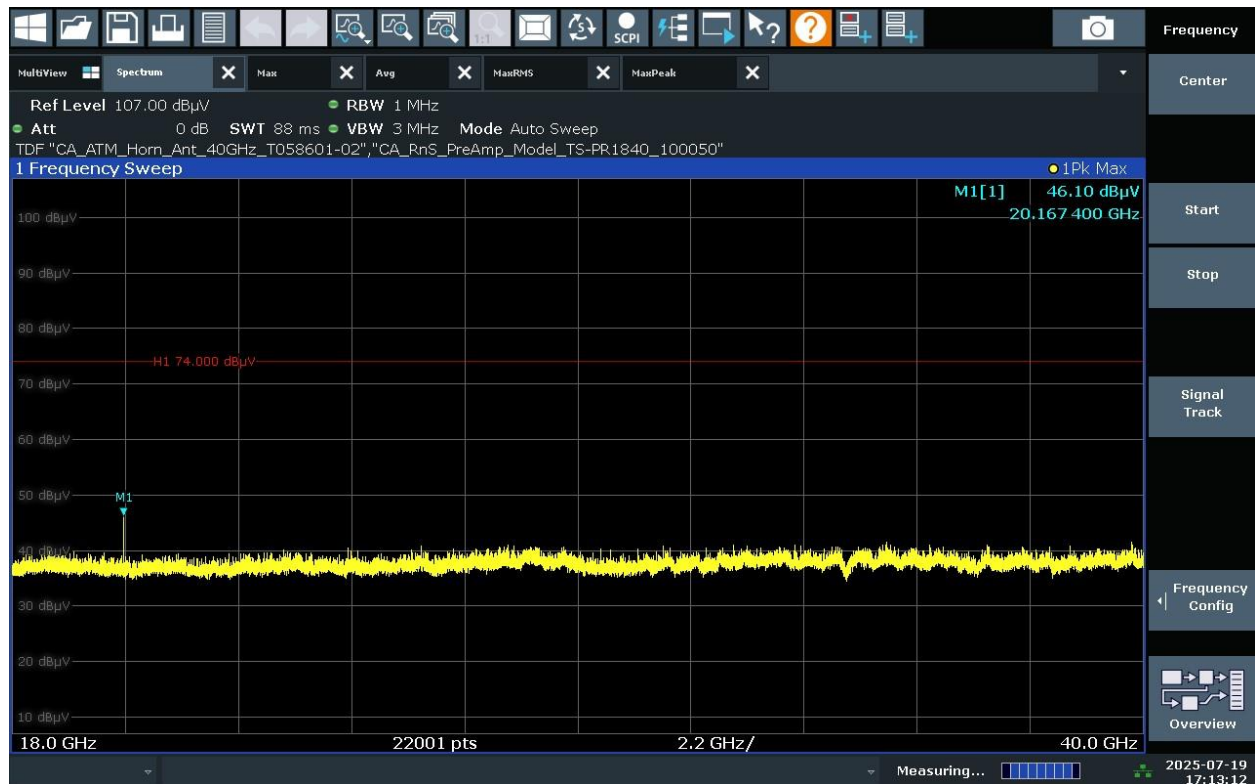 SCPI
1:1
Frequency
MultiView Spectrum Max Avg MaxRMS MaxPeak
Center
Ref Level 107.00 dBµV RBW 1 MHz
Att 0 dB SWT 88 ms VBW 3 MHz Mode Auto Sweep
TDF "CA_ATM_Horn_Ant_40GHz_T058601-02","CA_RnS_PreAmp_Model_TS-PR1840_100050"
1 Frequency Sweep 1Pk Max
M1[1] 46.10 dBµV
20.167 400 GHz
Start
100 dBµV
90 dBµV
Stop
80 dBµV
H1 74.000 dBµV
70 dBµV
Signal
Track
60 dBµV
50 dBµV
M1
40 dBµV
Frequency
Config
30 dBµV
20 dBµV
10 dBµV
Overview
18.0 GHz 22001 pts 2.2 GHz/ 40.0 GHz
Measuring... 2025-07-19
17:13:12